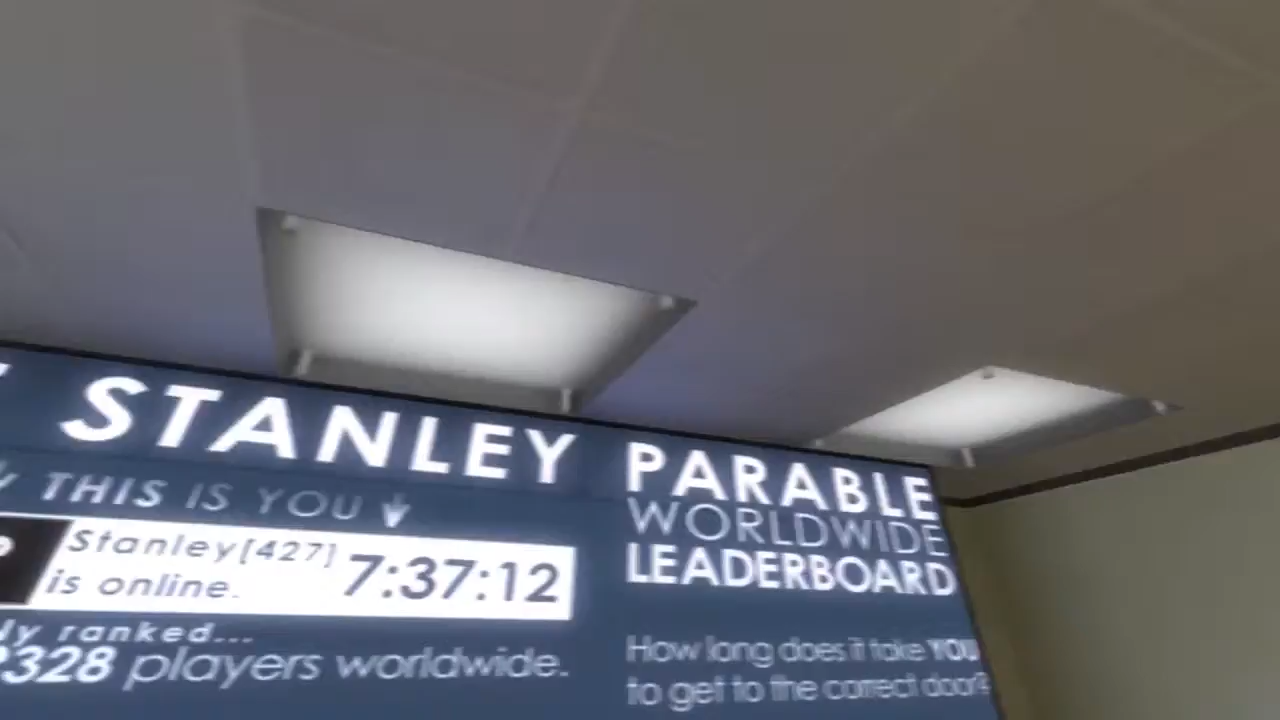 STANLEY PARABLE
WORLDWIDE
LEADERBOARD
THIS IS YOU
Stanley[427]
is online.
7:37:12
ranked...
players worldwide.
How long does it take YOU
to get to the correct door?